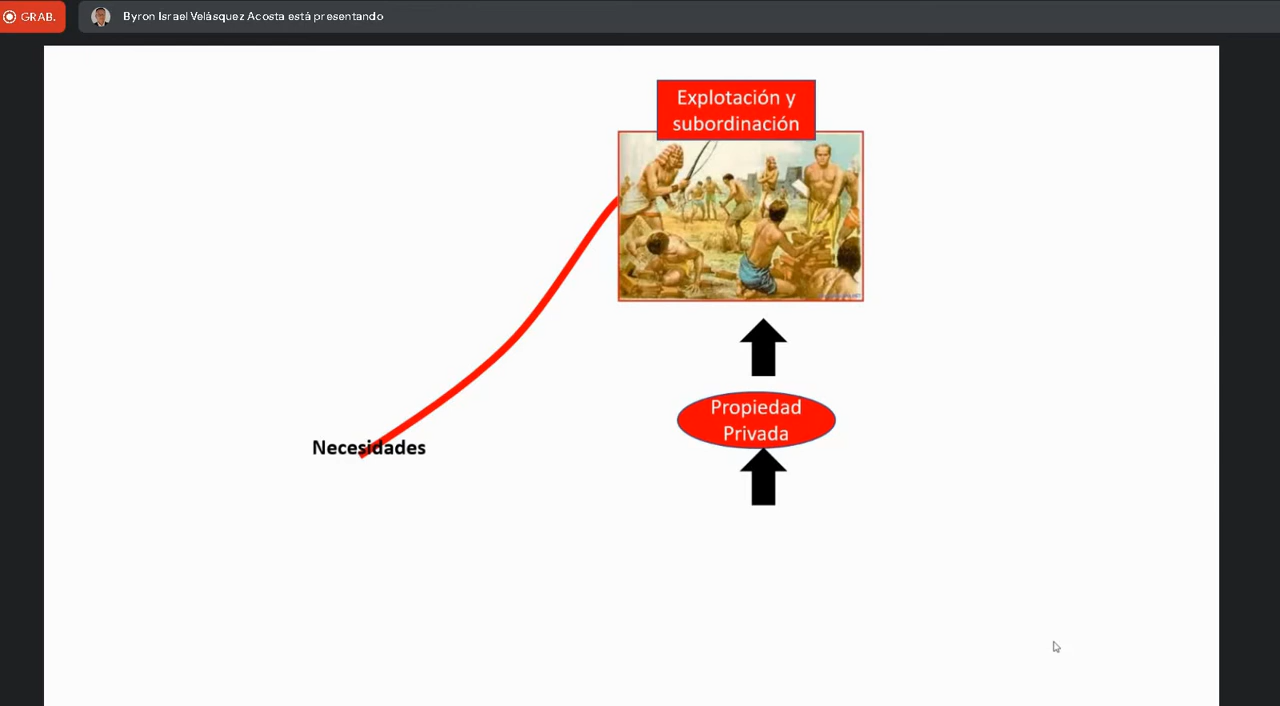 GRAB.
Byron Israel Velásquez Acosta está presentando
Explotación y
subordinación
Propiedad
Privada
Necesidades